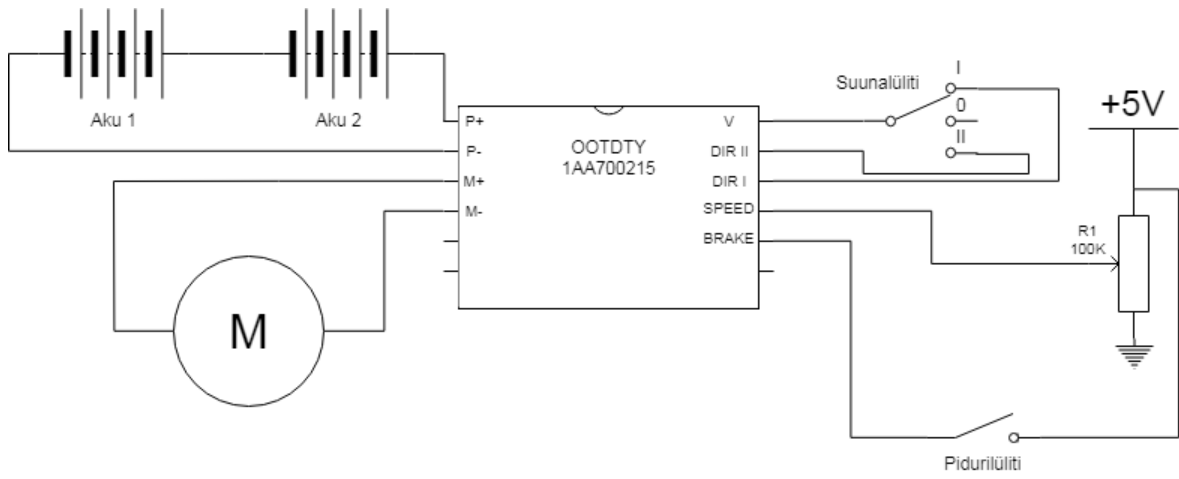 Aku 1
Aku 2
P+
P-
M+
M-
OOTDTY
1AA700215
V
DIR II
DIR I
SPEED
BRAKE
Suunalüliti
I
0
II
+5V
R1
100K
M
Pidurilüliti